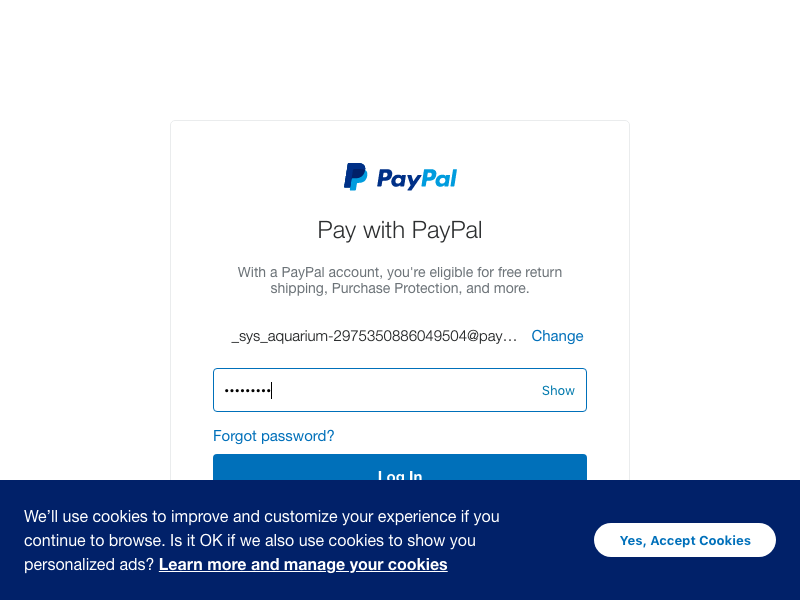 PayPal
Pay with PayPal
With a PayPal account, you're eligible for free return
shipping, Purchase Protection, and more.
_sys_aquarium-2975350886049504@pay… Change
••••••••• Show
Forgot password?
Log In
We’ll use cookies to improve and customize your experience if you
continue to browse. Is it OK if we also use cookies to show you
personalized ads? Learn more and manage your cookies
Yes, Accept Cookies